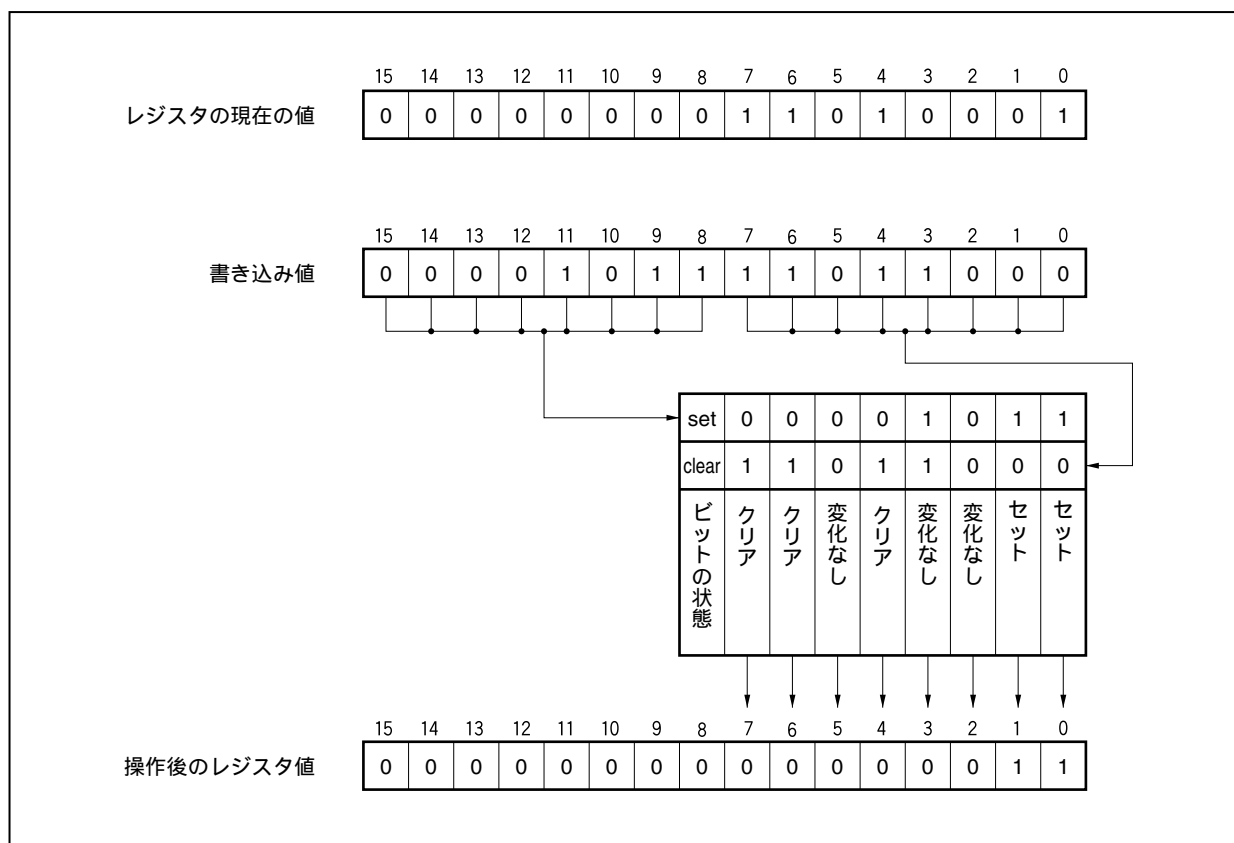 15 14 13 12 11 10 9 8 7 6 5 4 3 2 1 0
レジスタの現在の値 0 0 0 0 0 0 0 0 1 1 0 1 0 0 0 1
15 14 13 12 11 10 9 8 7 6 5 4 3 2 1 0
書き込み値 0 0 0 0 1 0 1 1 1 1 0 1 1 0 0 0
set 0 0 0 0 1 0 1 1
clear 1 1 0 1 1 0 0 0
ビットの状態 クリア クリア 変化なし クリア 変化なし 変化なし セット セット
15 14 13 12 11 10 9 8 7 6 5 4 3 2 1 0
操作後のレジスタ値 0 0 0 0 0 0 0 0 0 0 0 0 0 0 1 1